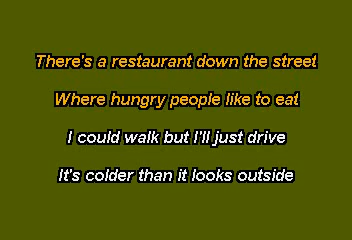 There's a restaurant down the street
Where hungry people like to eat
I could walk but I'll just drive
It's colder than it looks outside